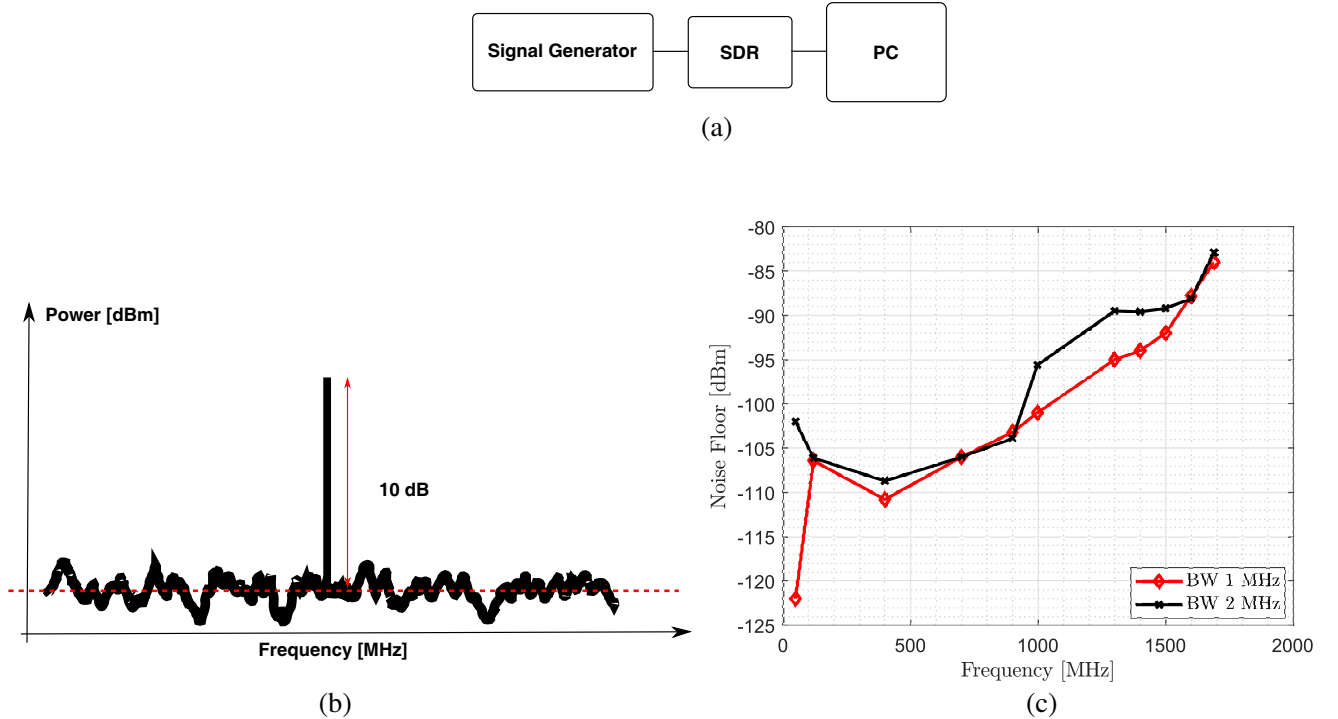 Signal Generator
SDR
PC
(a)
Power [dBm]
10 dB
Frequency [MHz]
(b)
-80
-85
-90
-95
-100
-105
-110
-115
-120
-125
Noise Floor [dBm]
0
500
1000
1500
2000
Frequency [MHz]
BW 1 MHz
BW 2 MHz
(c)